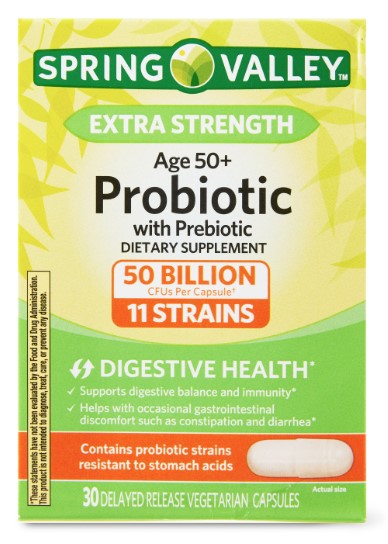 SPRING VALLEY™
EXTRA STRENGTH
Age 50+
Probiotic
with Prebiotic
DIETARY SUPPLEMENT
50 BILLION
CFUs Per Capsule†
11 STRAINS
DIGESTIVE HEALTH*
✓ Supports digestive balance and immunity*
✓ Helps with occasional gastrointestinal
discomfort such as constipation and diarrhea*
*These statements have not been evaluated by the Food and Drug Administration.
This product is not intended to diagnose, treat, cure, or prevent any disease.
Contains probiotic strains
resistant to stomach acids
Actual size
30 DELAYED RELEASE VEGETARIAN CAPSULES